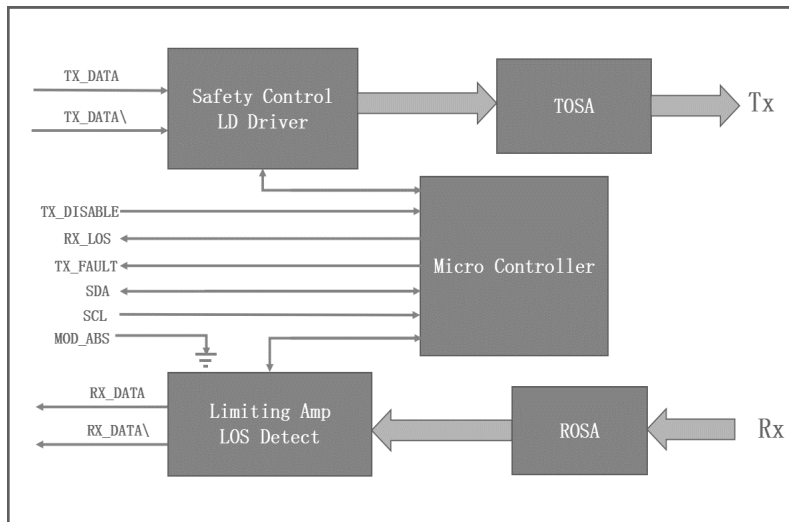 TX_DATA
TX_DATA\
Safety Control
LD Driver
TOSA
Tx
TX_DISABLE
RX_LOS
TX_FAULT
SDA
SCL
MOD_ABS
Micro Controller
RX_DATA
RX_DATA\
Limiting Amp
LOS Detect
ROSA
Rx